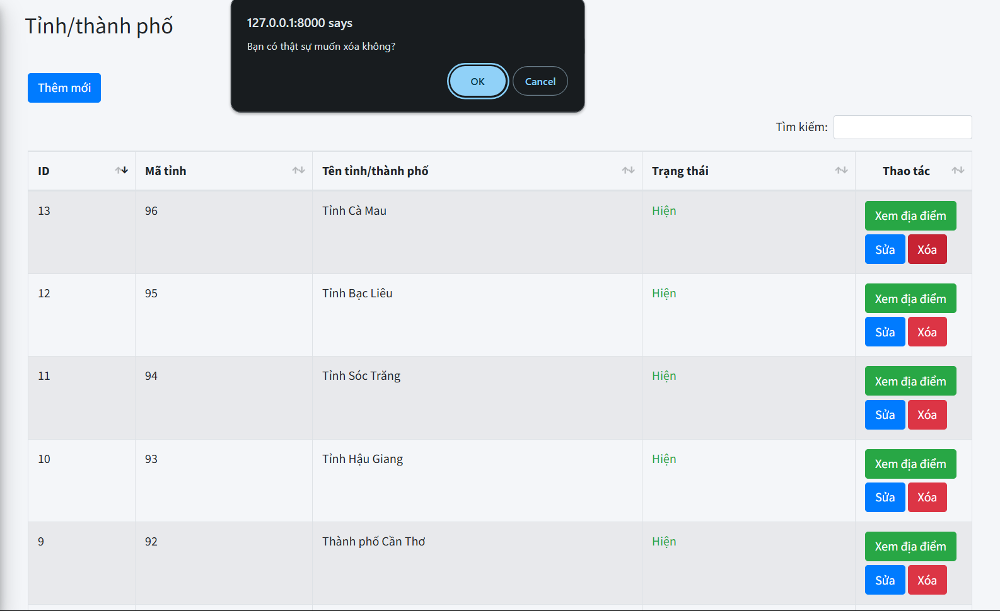 Tỉnh/thành phố
127.0.0.1:8000 says
Bạn có thật sự muốn xóa không?
OK
Cancel
Thêm mới
Tìm kiếm:
ID Mã tỉnh Tên tỉnh/thành phố Trạng thái Thao tác
13 96 Tỉnh Cà Mau Hiện Xem địa điểm
Sửa Xóa
12 95 Tỉnh Bạc Liêu Hiện Xem địa điểm
Sửa Xóa
11 94 Tỉnh Sóc Trăng Hiện Xem địa điểm
Sửa Xóa
10 93 Tỉnh Hậu Giang Hiện Xem địa điểm
Sửa Xóa
9 92 Thành phố Cần Thơ Hiện Xem địa điểm
Sửa Xóa